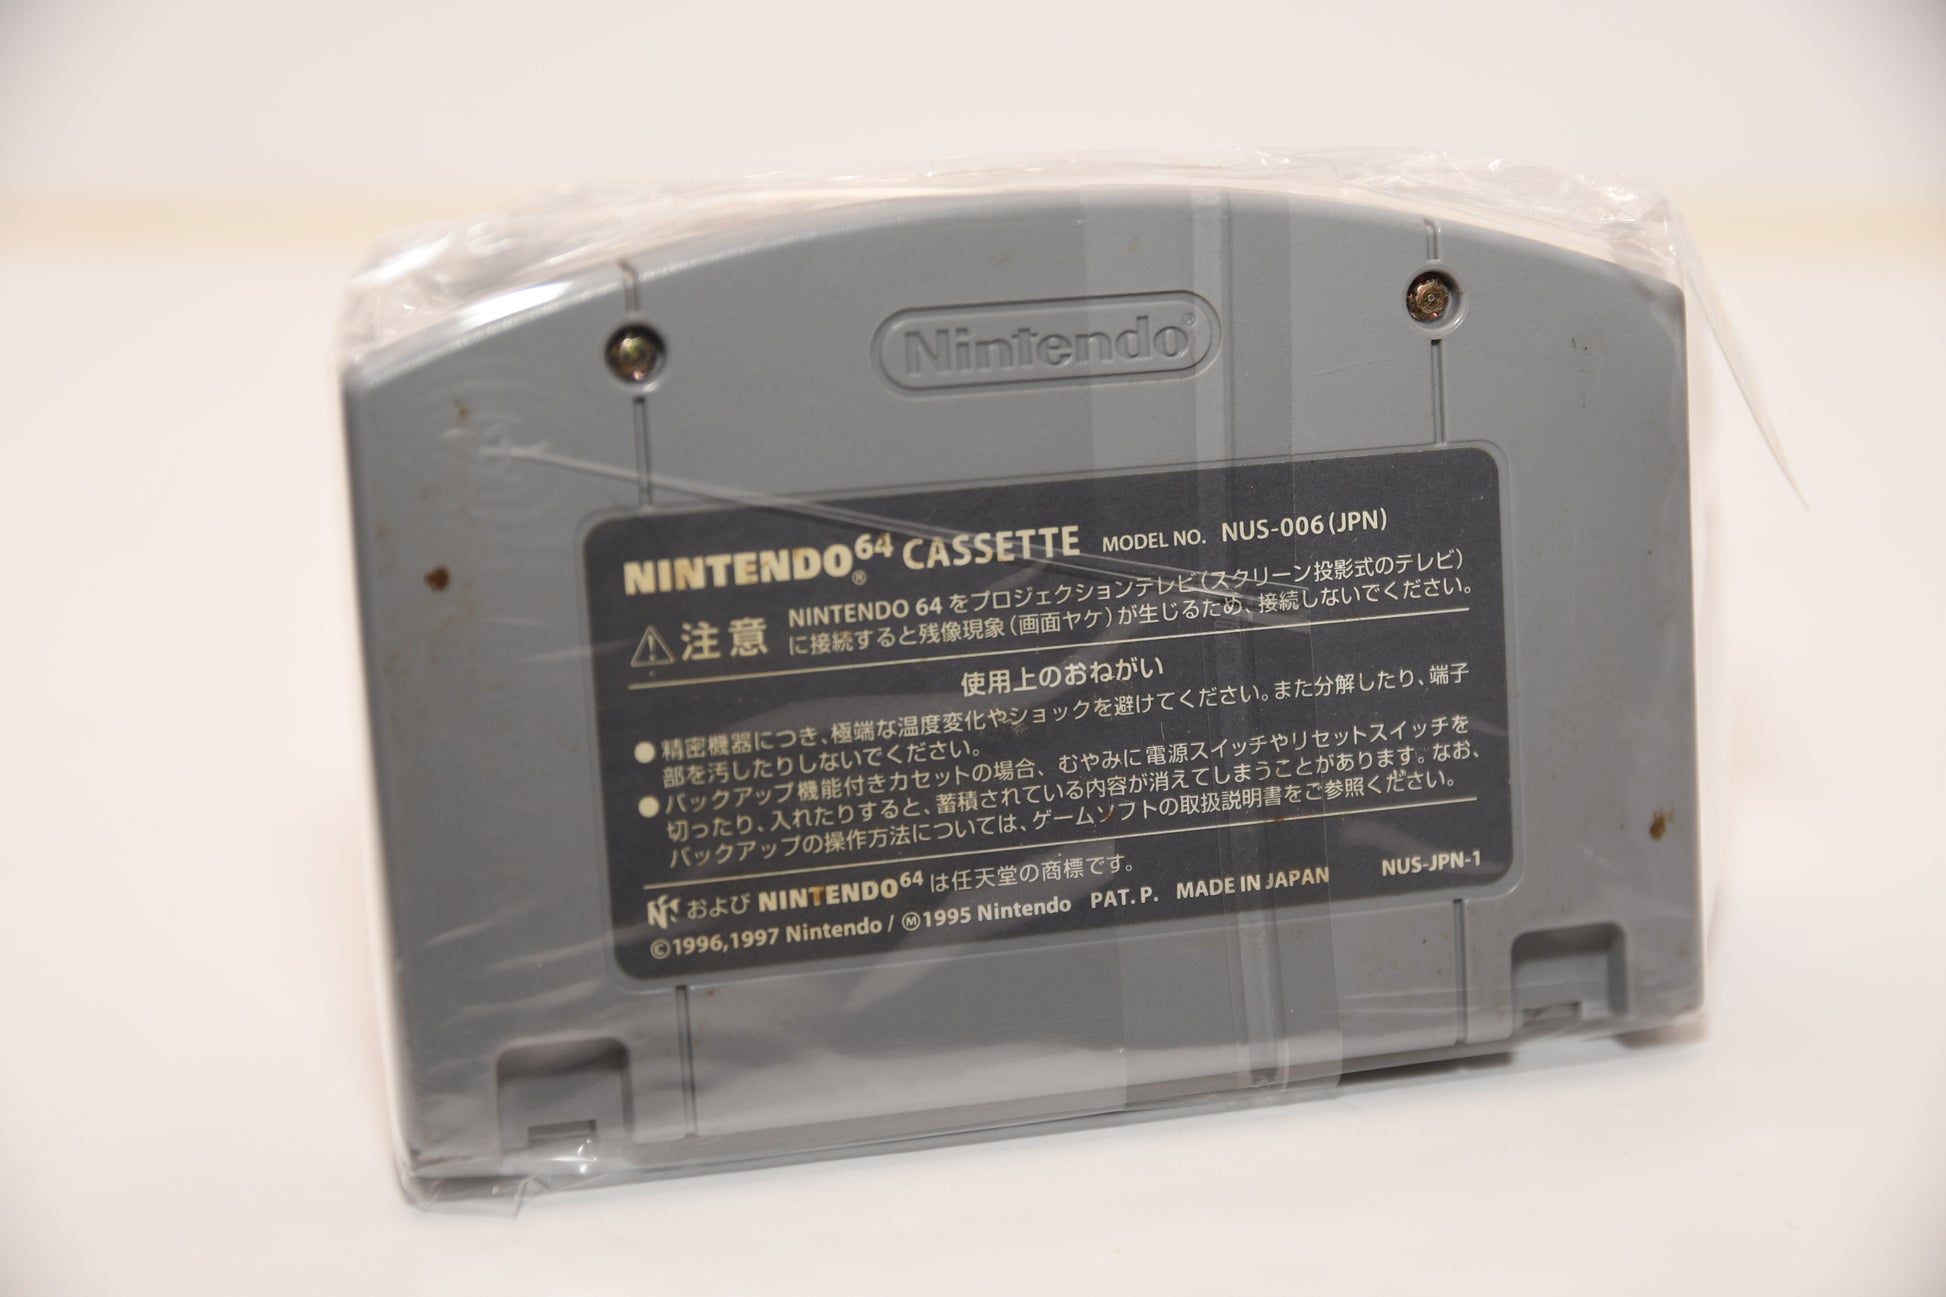 Nintendo®
NINTENDO®64 CASSETTE MODEL NO. NUS-006(JPN)
注意 NINTENDO 64 をプロジェクションテレビ(スクリーン投影式のテレビ)
に接続すると残像現象(画面ヤケ)が生じるため、接続しないでください。
使用上のおねがい
●精密機器につき、極端な温度変化やショックを避けてください。また分解したり、端子
部を汚したりしないでください。
●バックアップ機能付きカセットの場合、むやみに電源スイッチやリセットスイッチを
切ったり、入れたりすると、蓄積されている内容が消えてしまうことがあります。なお、
バックアップの操作方法については、ゲームソフトの取扱説明書をご参照ください。
および NINTENDO64 は任天堂の商標です。
©1996,1997 Nintendo / Ⓜ1995 Nintendo PAT. P. MADE IN JAPAN NUS-JPN-1